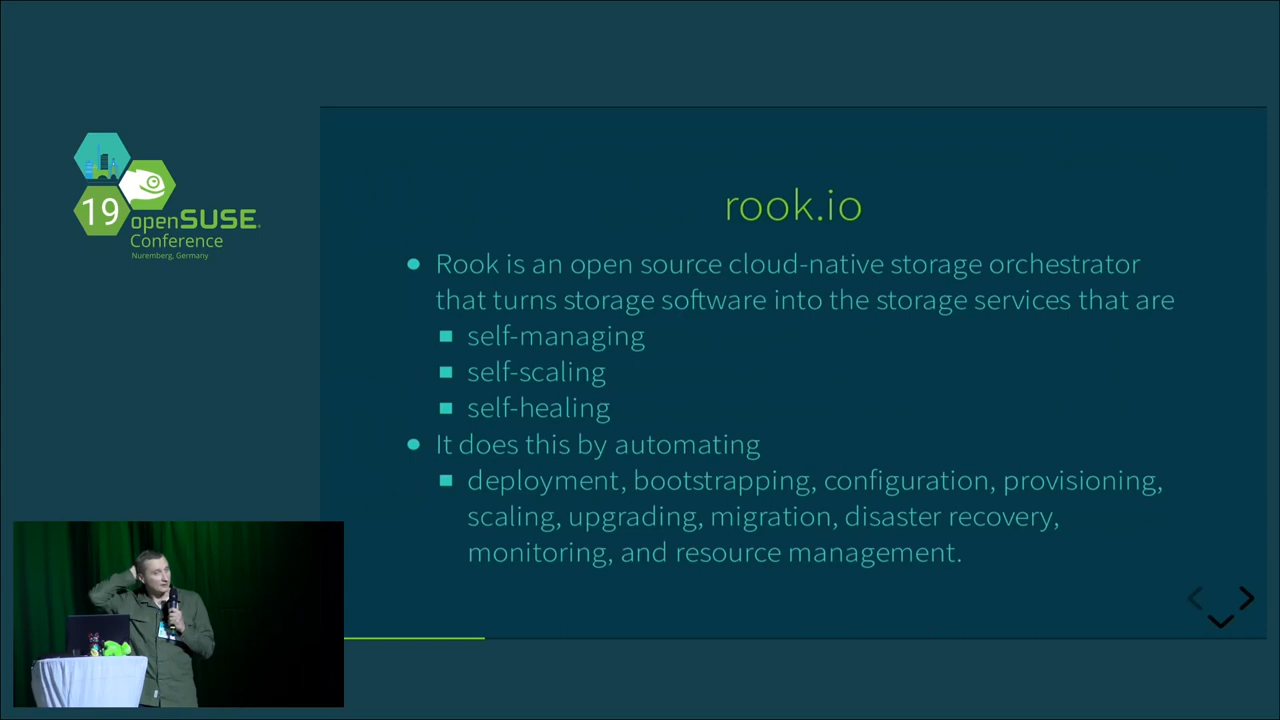 19
openSUSE
Conference
Nuremberg, Germany
rook.io
Rook is an open source cloud-native storage orchestrator
that turns storage software into the storage services that are
self-managing
self-scaling
self-healing
It does this by automating
deployment, bootstrapping, configuration, provisioning,
scaling, upgrading, migration, disaster recovery,
monitoring, and resource management.